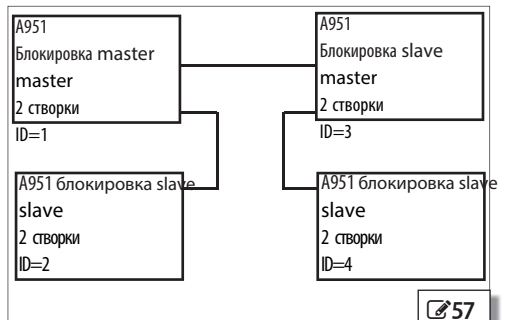 A951
Блокировка master
master
2 створки
ID=1
A951
Блокировка slave
master
2 створки
ID=3
A951 блокировка slave
slave
2 створки
ID=2
A951 блокировка slave
slave
2 створки
ID=4
57